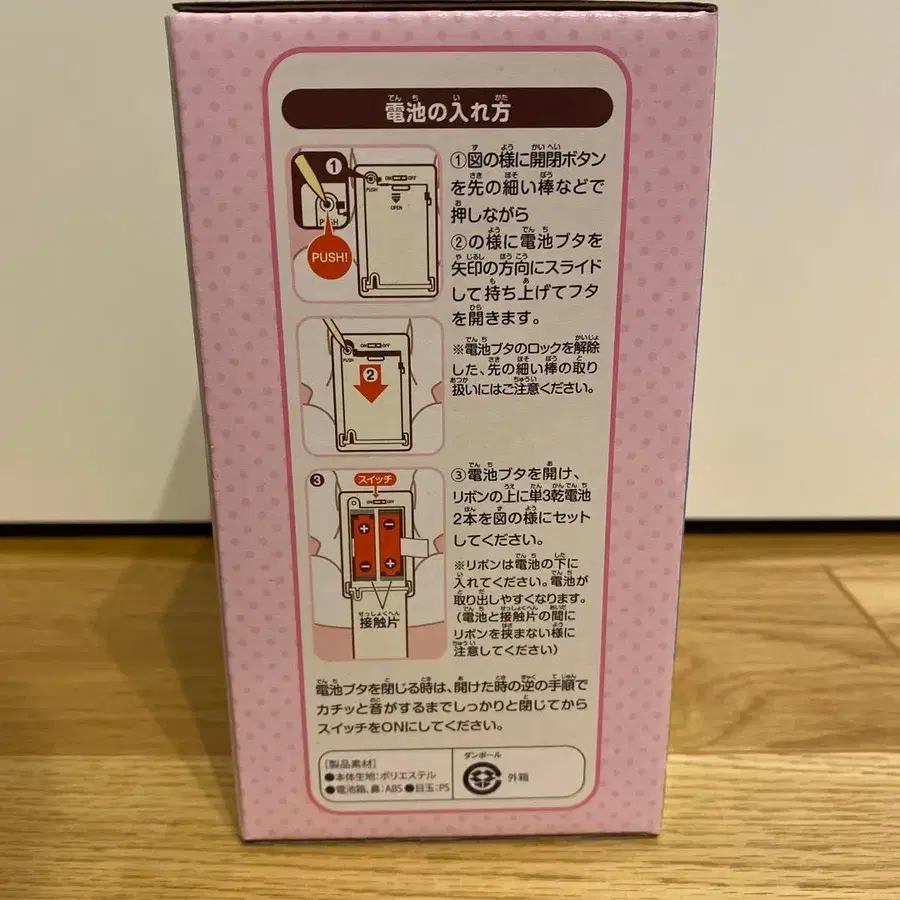 電池の入れ方
① PUSH ON OFF OPEN
PUSH
PUSH!
①図の様に開閉ボタン
を先の細い棒などで
押しながら
②の様に電池ブタを
矢印の方向にスライド
して持ち上げてフタ
を開きます。
※電池ブタのロックを解除
した、先の細い棒の取り
扱いにはご注意ください。
ON OFF
PUSH
②
③ スイッチ
ON OFF
+ −
− +
接触片
③電池ブタを開け、
リボンの上に単3乾電池
2本を図の様にセット
してください。
※リボンは電池の下に
入れてください。電池が
取り出しやすくなります。
(電池と接触片の間に
リボンを挟まない様に
注意してください)
電池ブタを閉じる時は、開けた時の逆の手順で
カチッと音がするまでしっかりと閉じてから
スイッチをONにしてください。
[製品素材]
●本体生地:ポリエステル
●電池箱、鼻:ABS ●目玉:PS
ダンボール
外箱